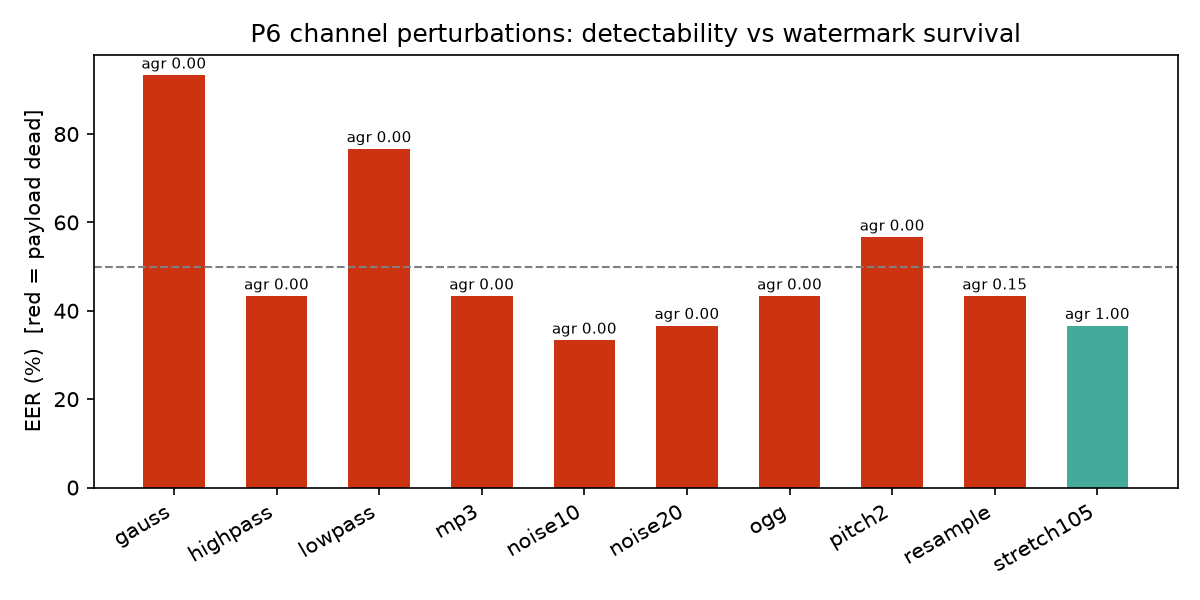 P6 channel perturbations: detectability vs watermark survival
EER (%)  [red = payload dead]
80
60
40
20
0
agr 0.00
agr 0.00
agr 0.00
agr 0.00
agr 0.00
agr 0.00
agr 0.00
agr 0.00
agr 0.15
agr 1.00
gauss
highpass
lowpass
mp3
noise10
noise20
ogg
pitch2
resample
stretch105